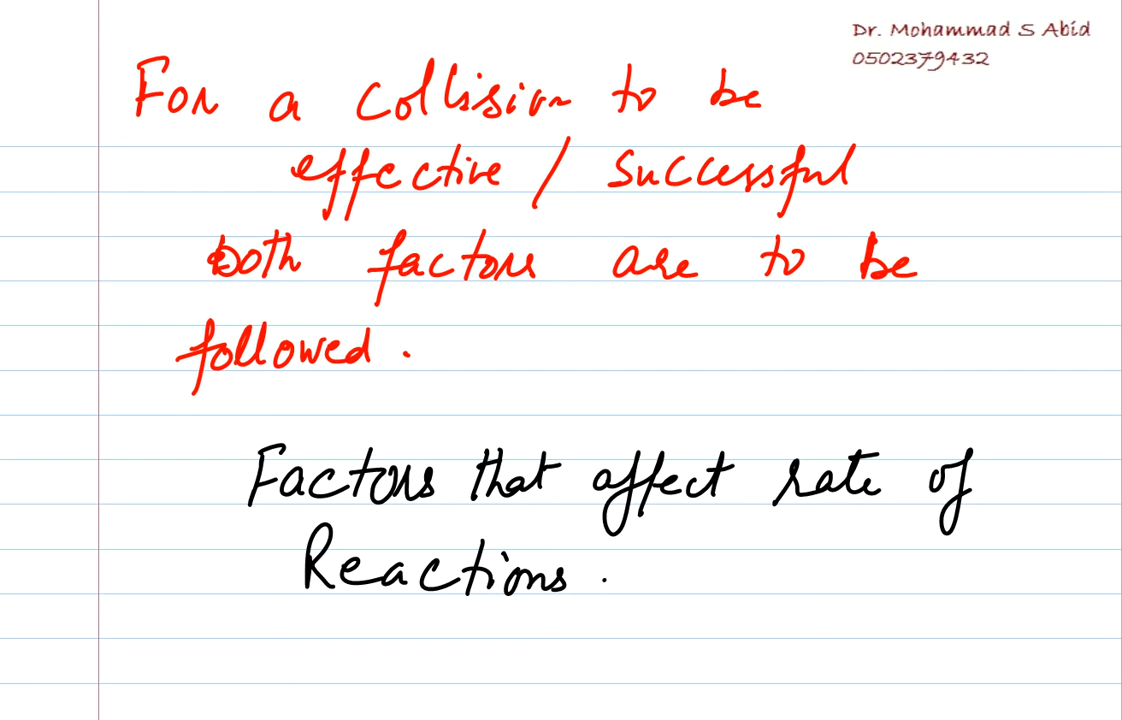 Dr. Mohammad S Abid
0502379432
For a collision to be
effective / successful
both factors are to be
followed.
Factors that affect rate of
Reactions.